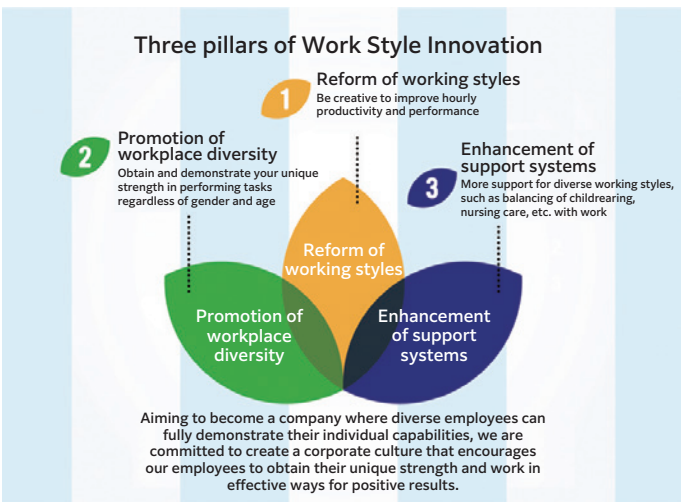 Three pillars of Work Style Innovation
1
Reform of working styles
Be creative to improve hourly
productivity and performance
2
Promotion of
workplace diversity
Obtain and demonstrate your unique
strength in performing tasks
regardless of gender and age
3
Enhancement of
support systems
More support for diverse working styles,
such as balancing of childrearing,
nursing care, etc. with work
Reform of
working styles
Promotion of
workplace
diversity
Enhancement
of support
systems
Aiming to become a company where diverse employees can
fully demonstrate their individual capabilities, we are
committed to create a corporate culture that encourages
our employees to obtain their unique strength and work in
effective ways for positive results.